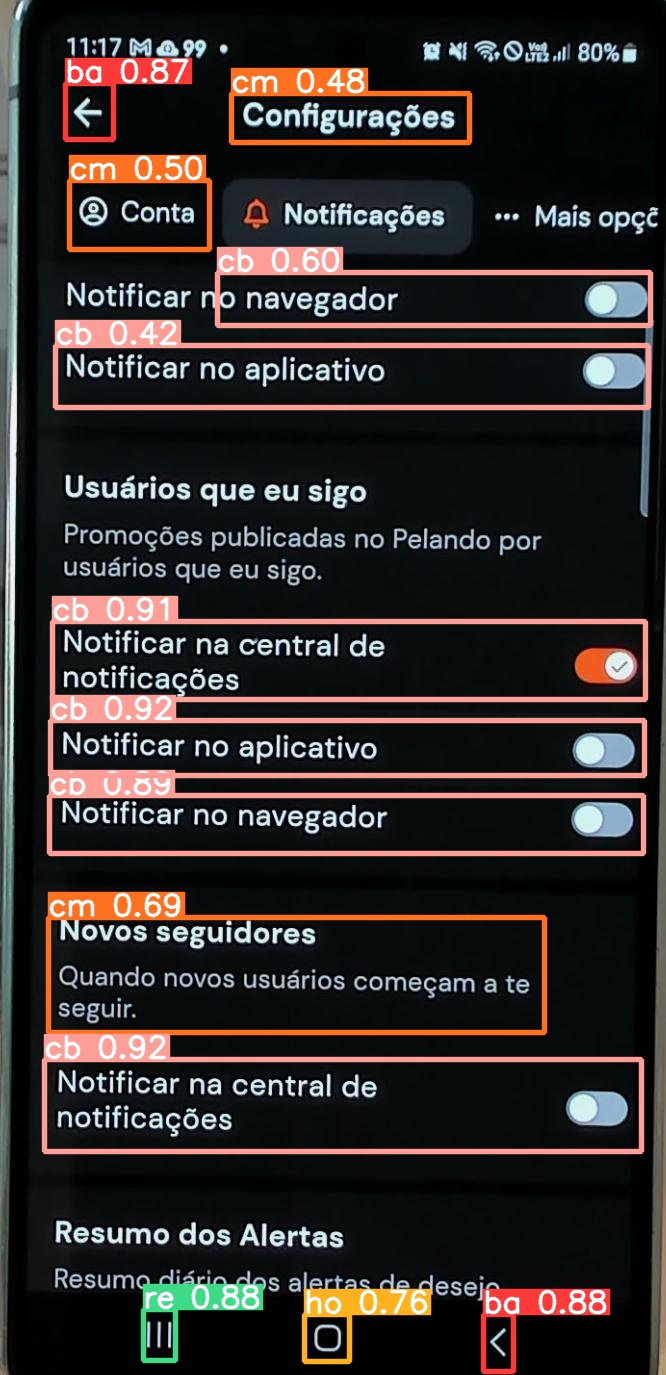 11:17 99 •
Vo)) LTE2 80%
ba 0.87
cm 0.48
Configurações
cm 0.50
Conta Notificações ••• Mais opçõ
cb 0.60
Notificar no navegador
cb 0.42
Notificar no aplicativo
Usuários que eu sigo
Promoções publicadas no Pelando por
usuários que eu sigo.
cb 0.91
Notificar na central de
notificações
cb 0.92
Notificar no aplicativo
cb 0.89
Notificar no navegador
cm 0.69
Novos seguidores
Quando novos usuários começam a te
seguir.
cb 0.92
Notificar na central de
notificações
Resumo dos Alertas
Resumo diário dos alertas de desejo
re 0.88 ho 0.76 ba 0.88